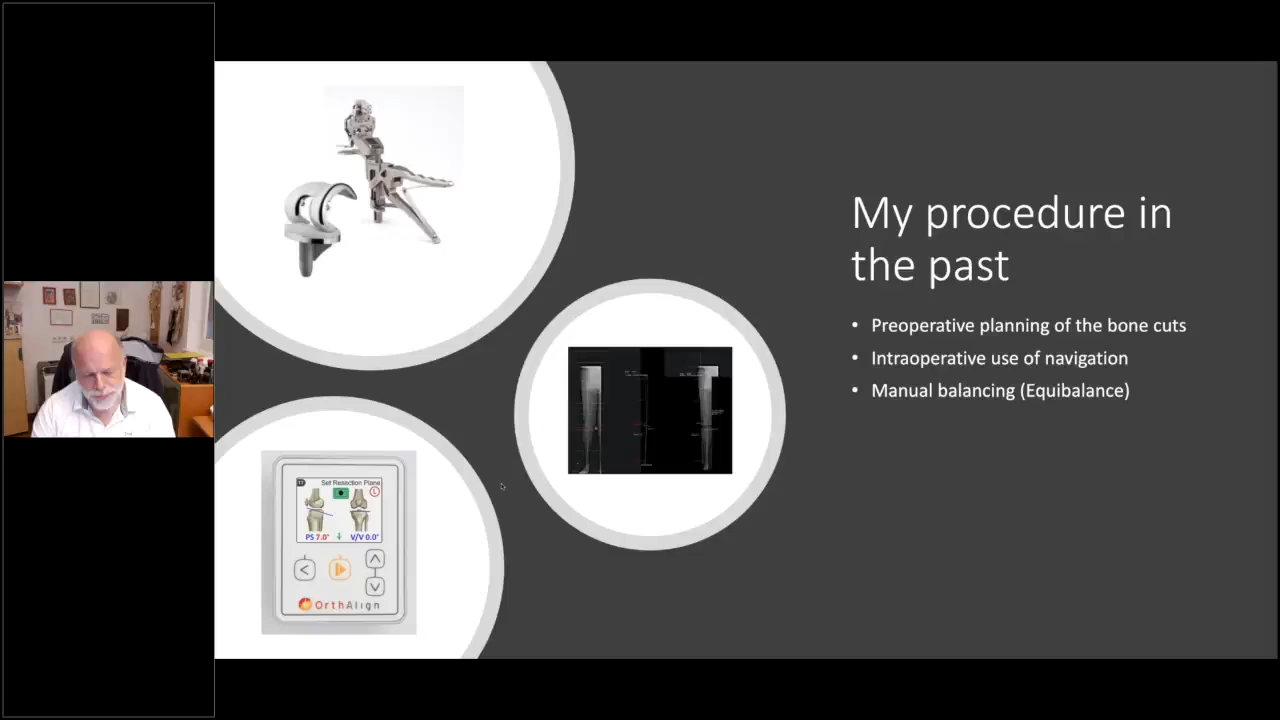 My procedure in
the past
• Preoperative planning of the bone cuts
• Intraoperative use of navigation
• Manual balancing (Equibalance)
Set Resection Plane
L
PS 7.0° V/V 0.0°
OrthAlign